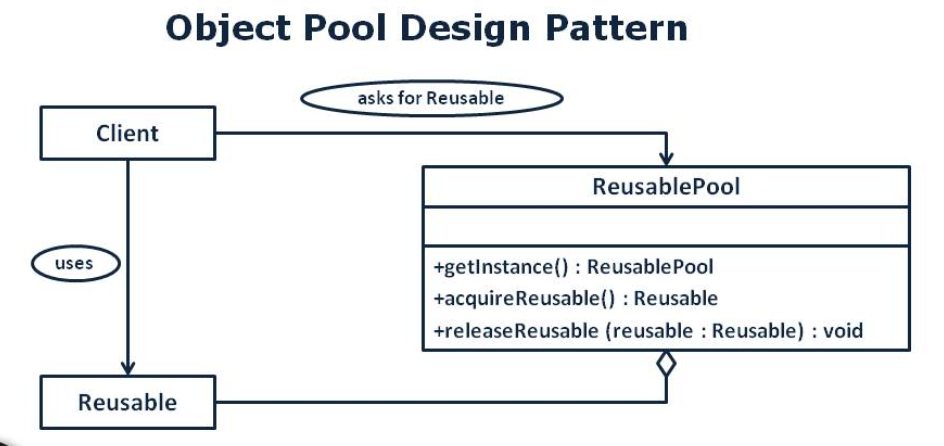 Object Pool Design Pattern
asks for Reusable
Client
ReusablePool
uses
+getInstance() : ReusablePool
+acquireReusable() : Reusable
+releaseReusable (reusable : Reusable) : void
Reusable